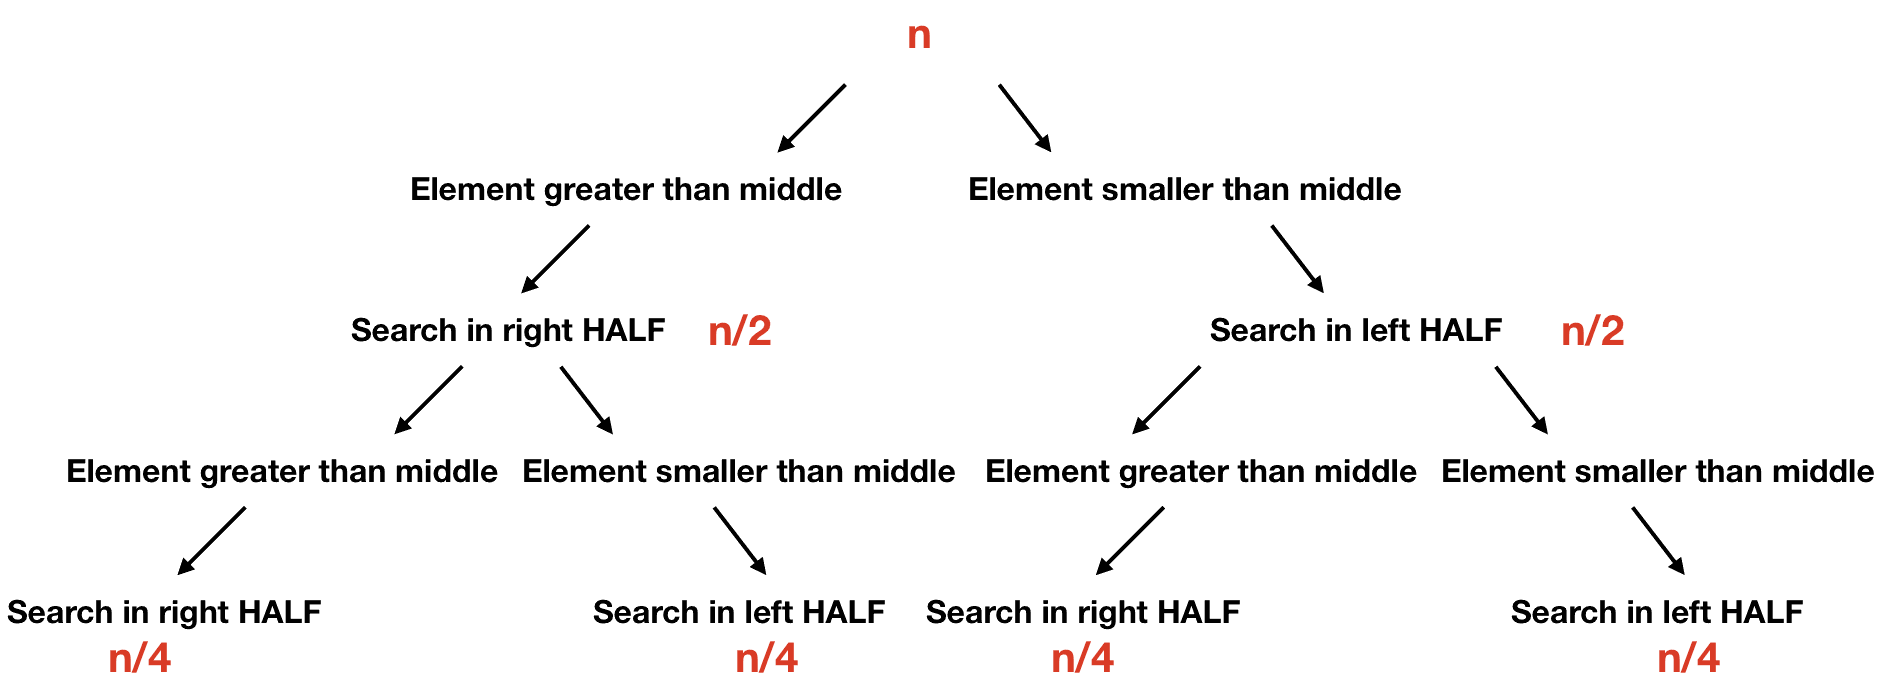 n
Element greater than middle
Element smaller than middle
Search in right HALF
n/2
Search in left HALF
n/2
Element greater than middle
Element smaller than middle
Element greater than middle
Element smaller than middle
Search in right HALF
Search in left HALF
Search in right HALF
Search in left HALF
n/4
n/4
n/4
n/4